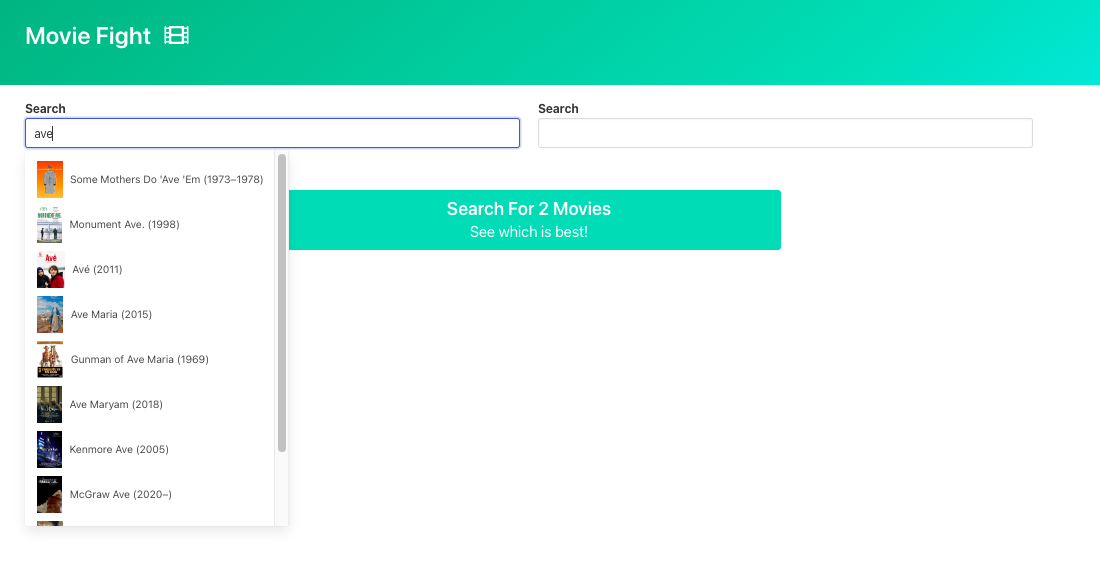 Movie Fight
Search
Search
ave
Some Mothers Do 'Ave 'Em (1973–1978)
Monument Ave. (1998)
Avé
Avé (2011)
Ave Maria (2015)
Gunman of Ave Maria (1969)
Ave Maryam (2018)
Kenmore Ave (2005)
McGraw Ave (2020–)
Search For 2 Movies
See which is best!